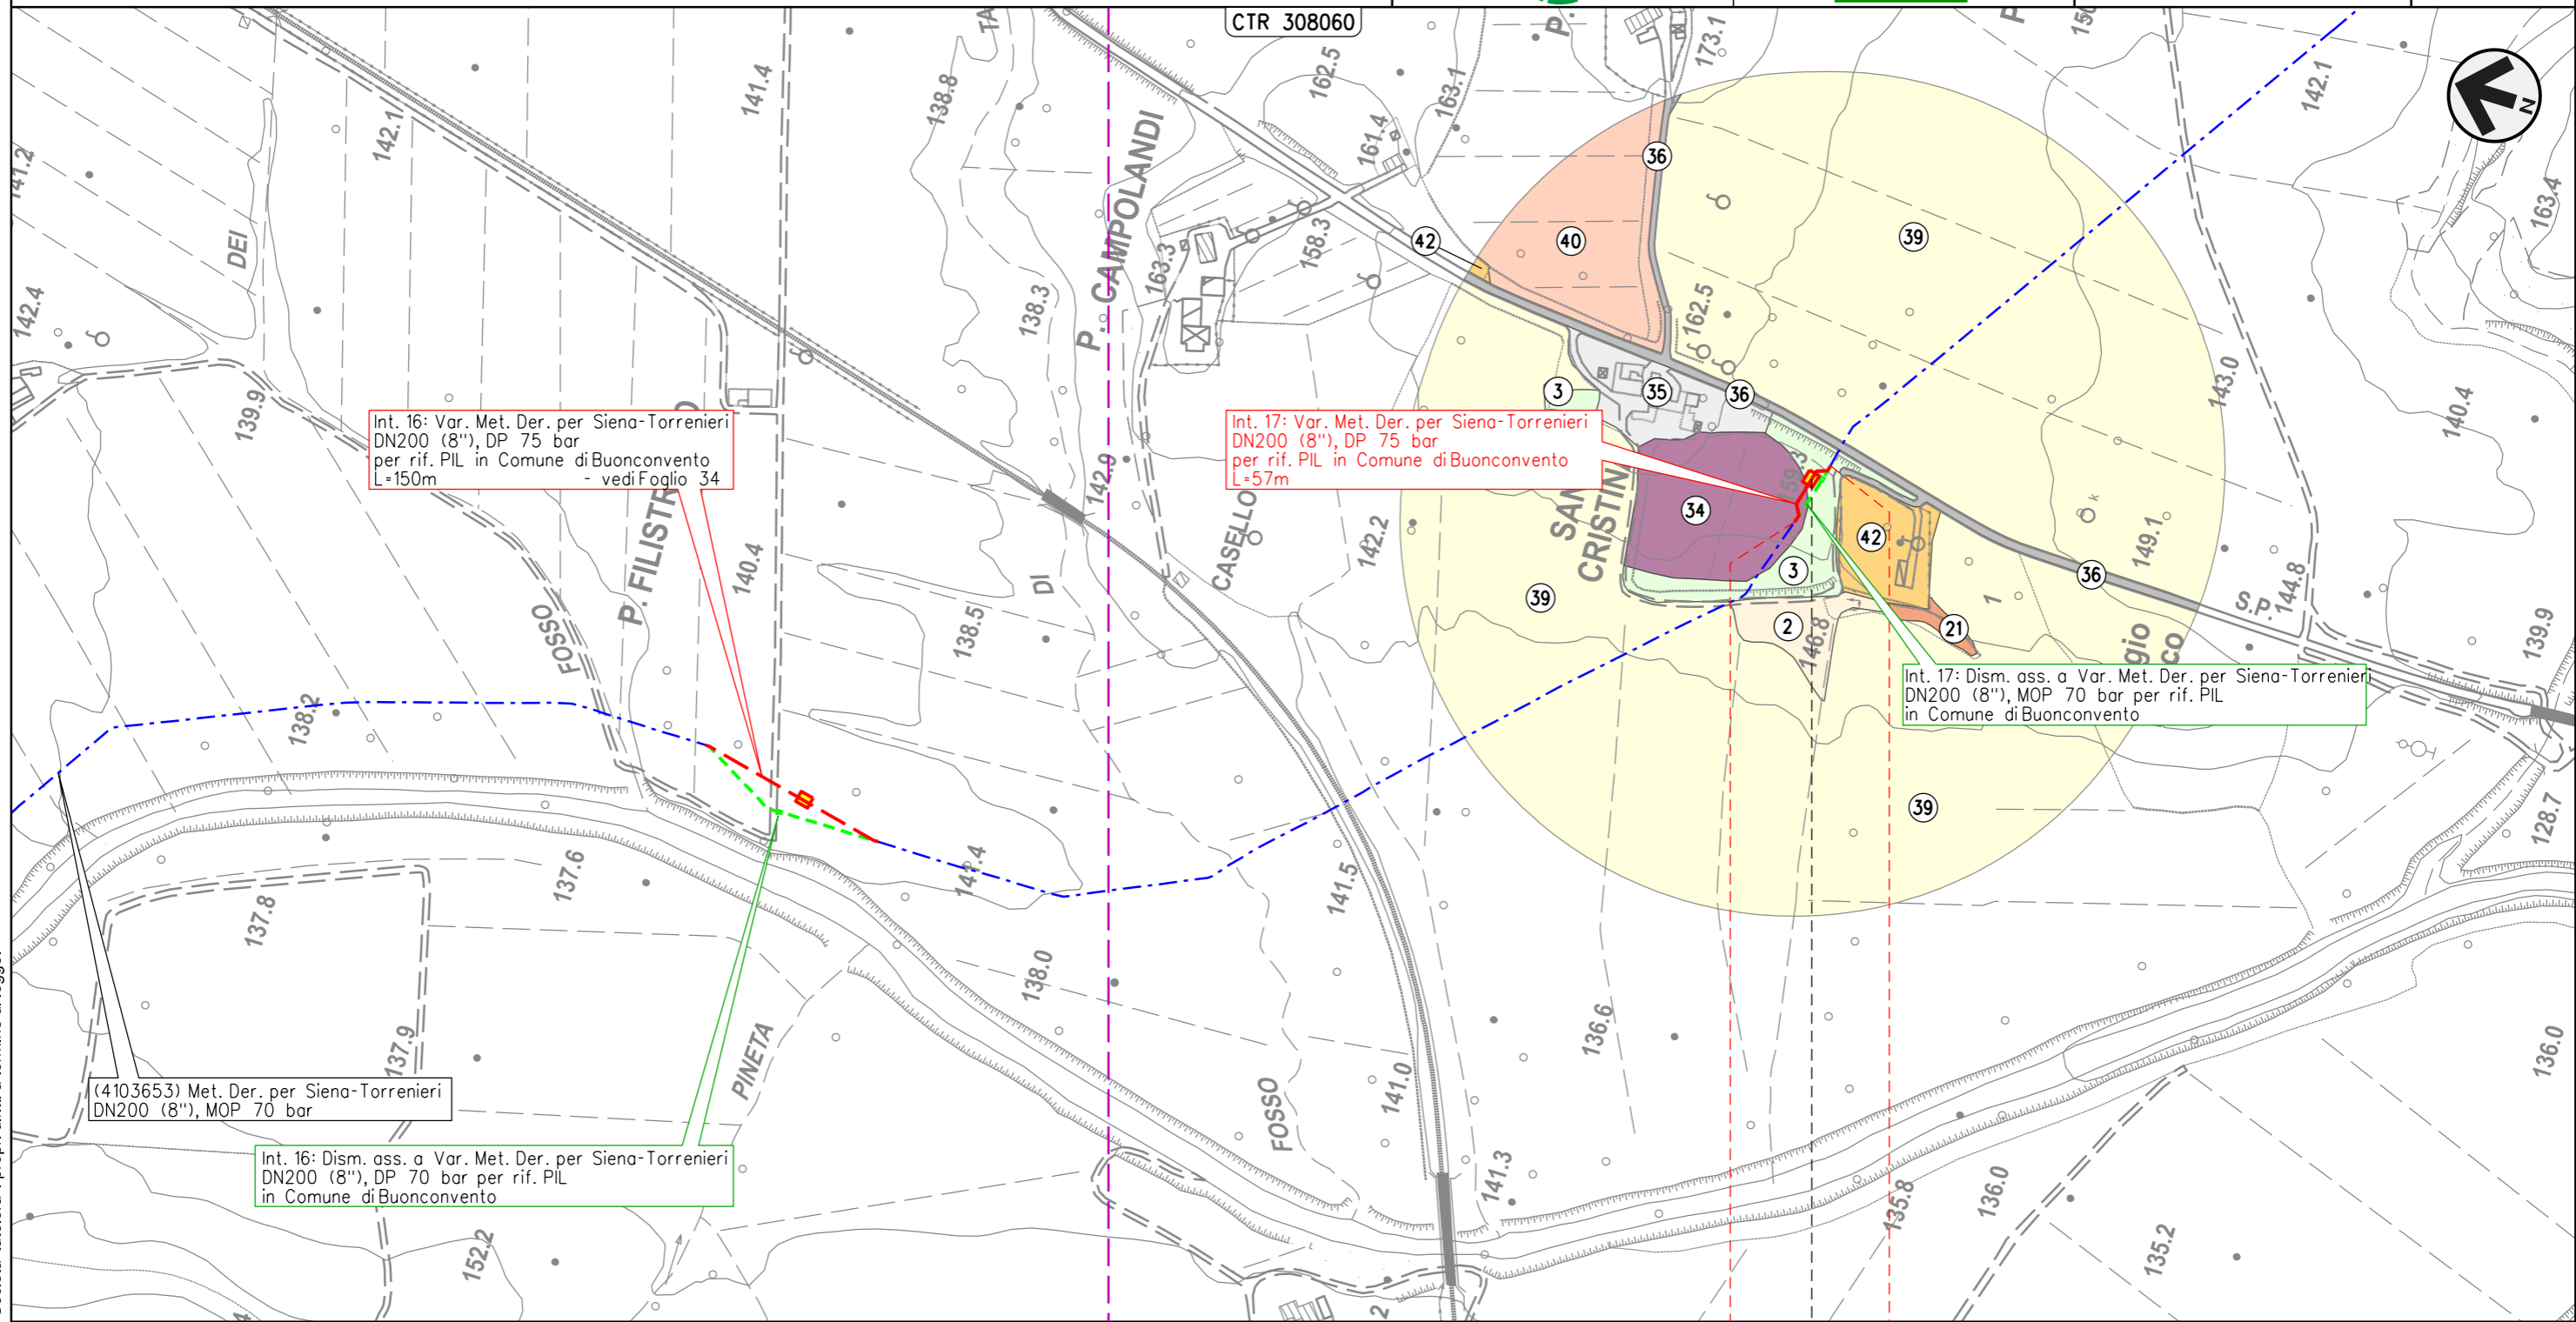 CTR 308060
N
173.1
142.1
141.4
138.8
162.5
163.1
161.4
142.1
163.4
DEI
P. CAMPOLANDI
163.3
158.3
138.3
142.4
139.9
36
40
42
39
162.5
143.0
140.4
3
35
36
Int. 16: Var. Met. Der. per Siena-Torrenieri
DN200 (8"), DP 75 bar
per rif. PIL in Comune di Buonconvento
L=150m - vedi Foglio 34
Int. 17: Var. Met. Der. per Siena-Torrenieri
DN200 (8"), DP 75 bar
per rif. PIL in Comune di Buonconvento
L=57m
142.9
CASELLO
142.2
34
42
3
39
2
146.8
21
36
149.1
S.P.
144.8
139.9
1
k
140.4
FOSSO
DI
138.5
138.2
Int. 17: Dism. ass. a Var. Met. Der. per Siena-Torrenieri
DN200 (8"), MOP 70 bar per rif. PIL
in Comune di Buonconvento
39
128.7
137.6
137.8
141.5
138.0
137.9
PINETA
136.6
141.0
136.0
FOSSO
(4103653) Met. Der. per Siena-Torrenieri
DN200 (8"), MOP 70 bar
Int. 16: Dism. ass. a Var. Met. Der. per Siena-Torrenieri
DN200 (8"), DP 70 bar per rif. PIL
in Comune di Buonconvento
141.3
135.8
136.0
135.2
152.2